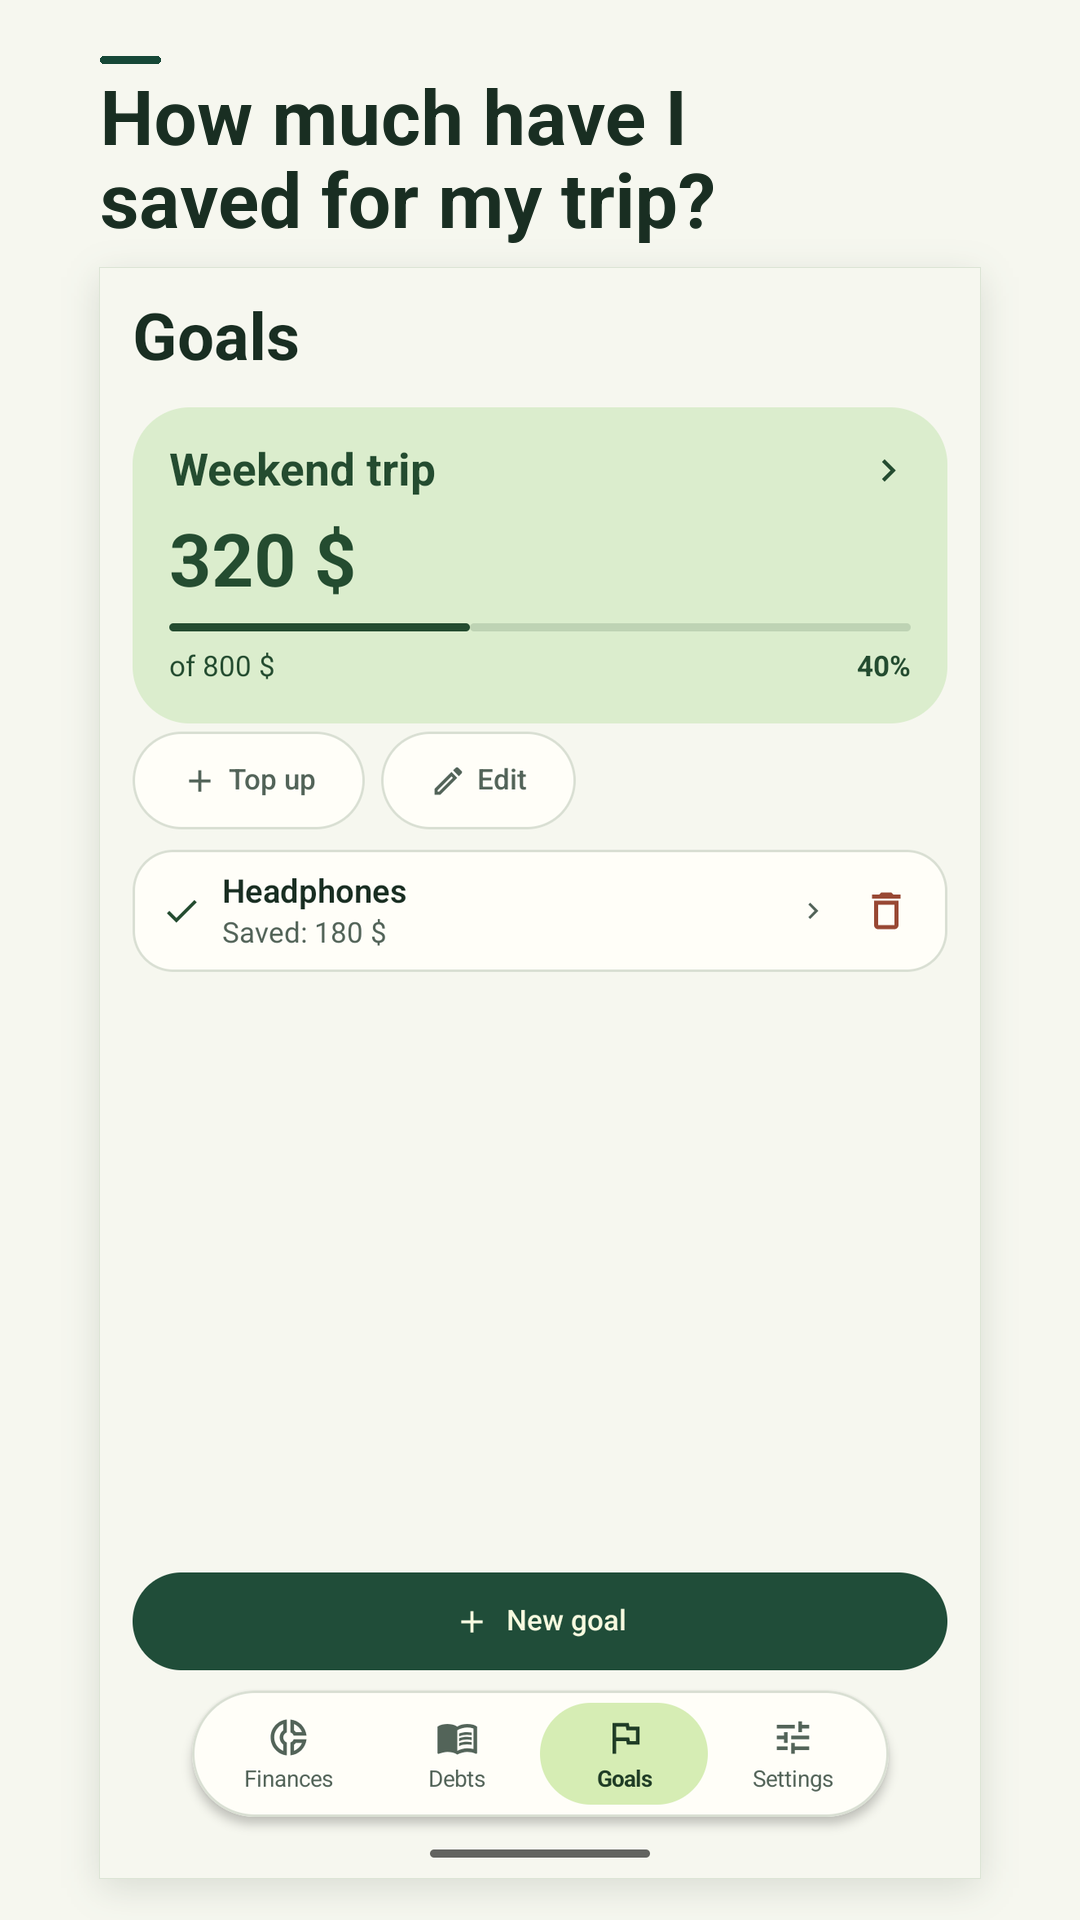 How much have I
saved for my trip?
Goals
Weekend trip
320 $
of 800 $
40%
Top up
Edit
Headphones
Saved: 180 $
New goal
Finances
Debts
Goals
Settings